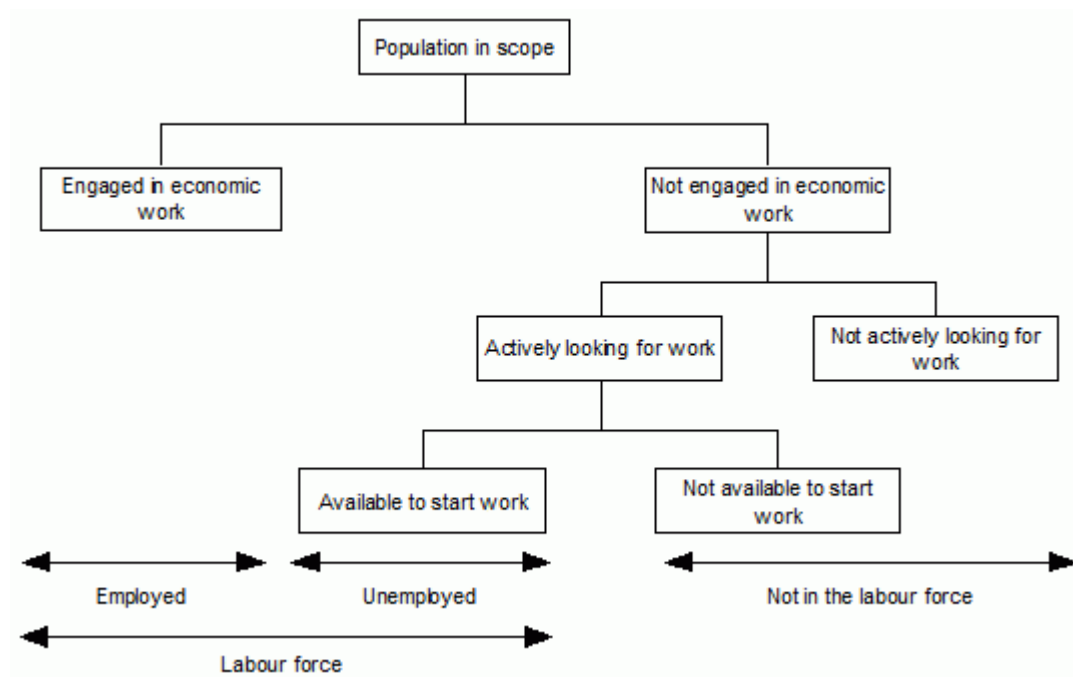 Population in scope
Engaged in economic
work
Not engaged in economic
work
Actively looking for work
Not actively looking for
work
Available to start work
Not available to start
work
Employed
Unemployed
Not in the labour force
Labour force